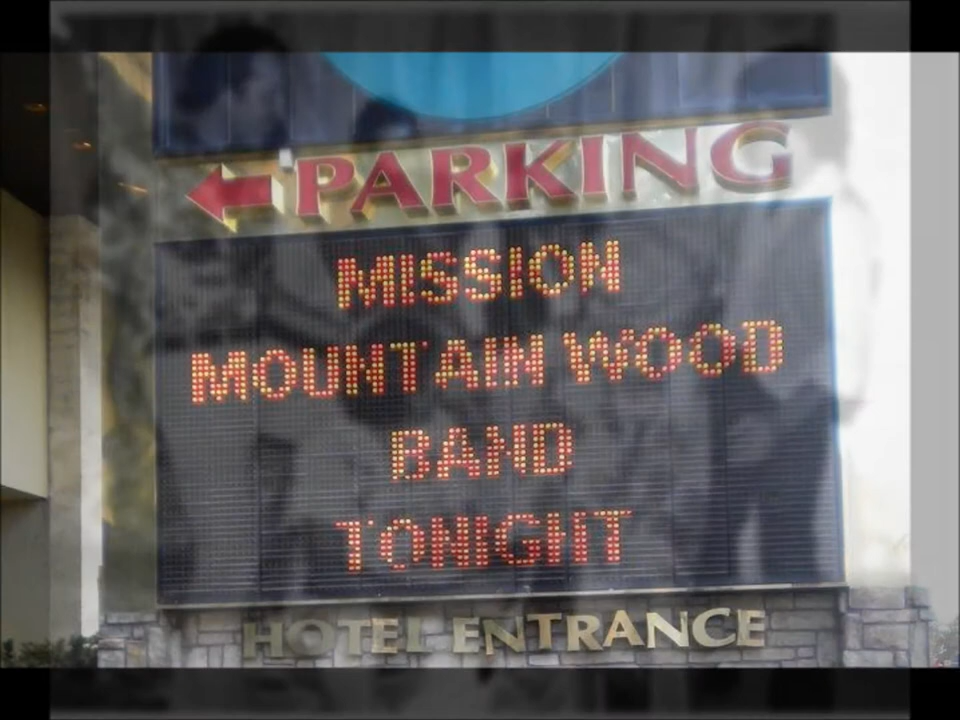 PARKING
MISSION
MOUNTAIN WOOD
BAND
TONIGHT
HOTEL ENTRANCE